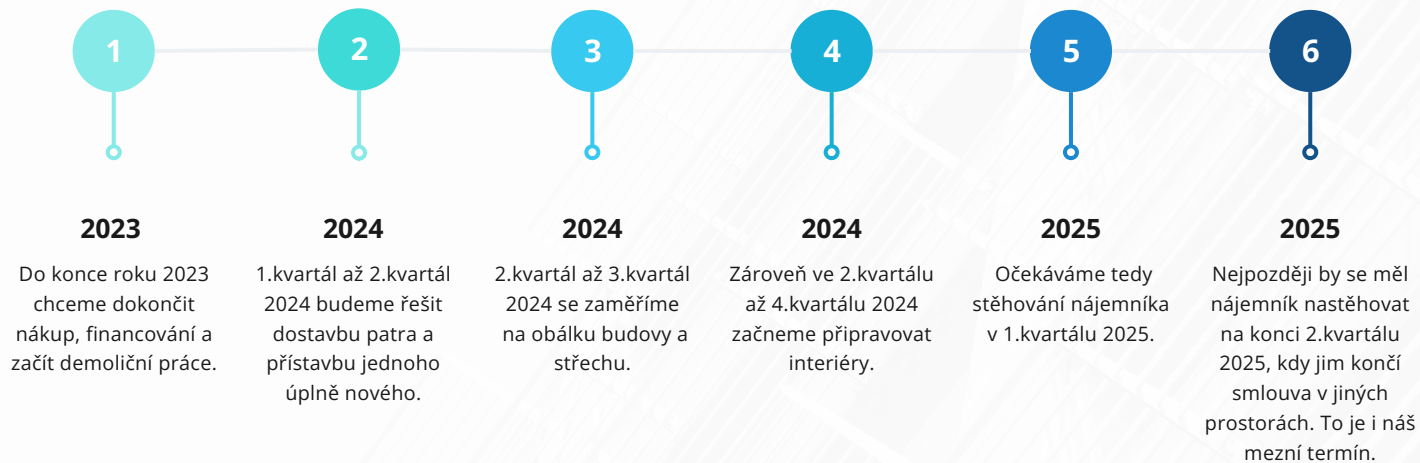 1
2
3
4
5
6
2023
Do konce roku 2023
chceme dokončit
nákup, financování a
začít demoliční práce.
2024
1.kvartál až 2.kvartál
2024 budeme řešit
dostavbu patra a
přístavbu jednoho
úplně nového.
2024
2.kvartál až 3.kvartál
2024 se zaměříme
na obálku budovy a
střechu.
2024
Zároveň ve 2.kvartálu
až 4.kvartálu 2024
začneme připravovat
interiéry.
2025
Očekáváme tedy
stěhování nájemníka
v 1.kvartálu 2025.
2025
Nejpozději by se měl
nájemník nastěhovat
na konci 2.kvartálu
2025, kdy jim končí
smlouva v jiných
prostorách. To je i náš
mezní termín.